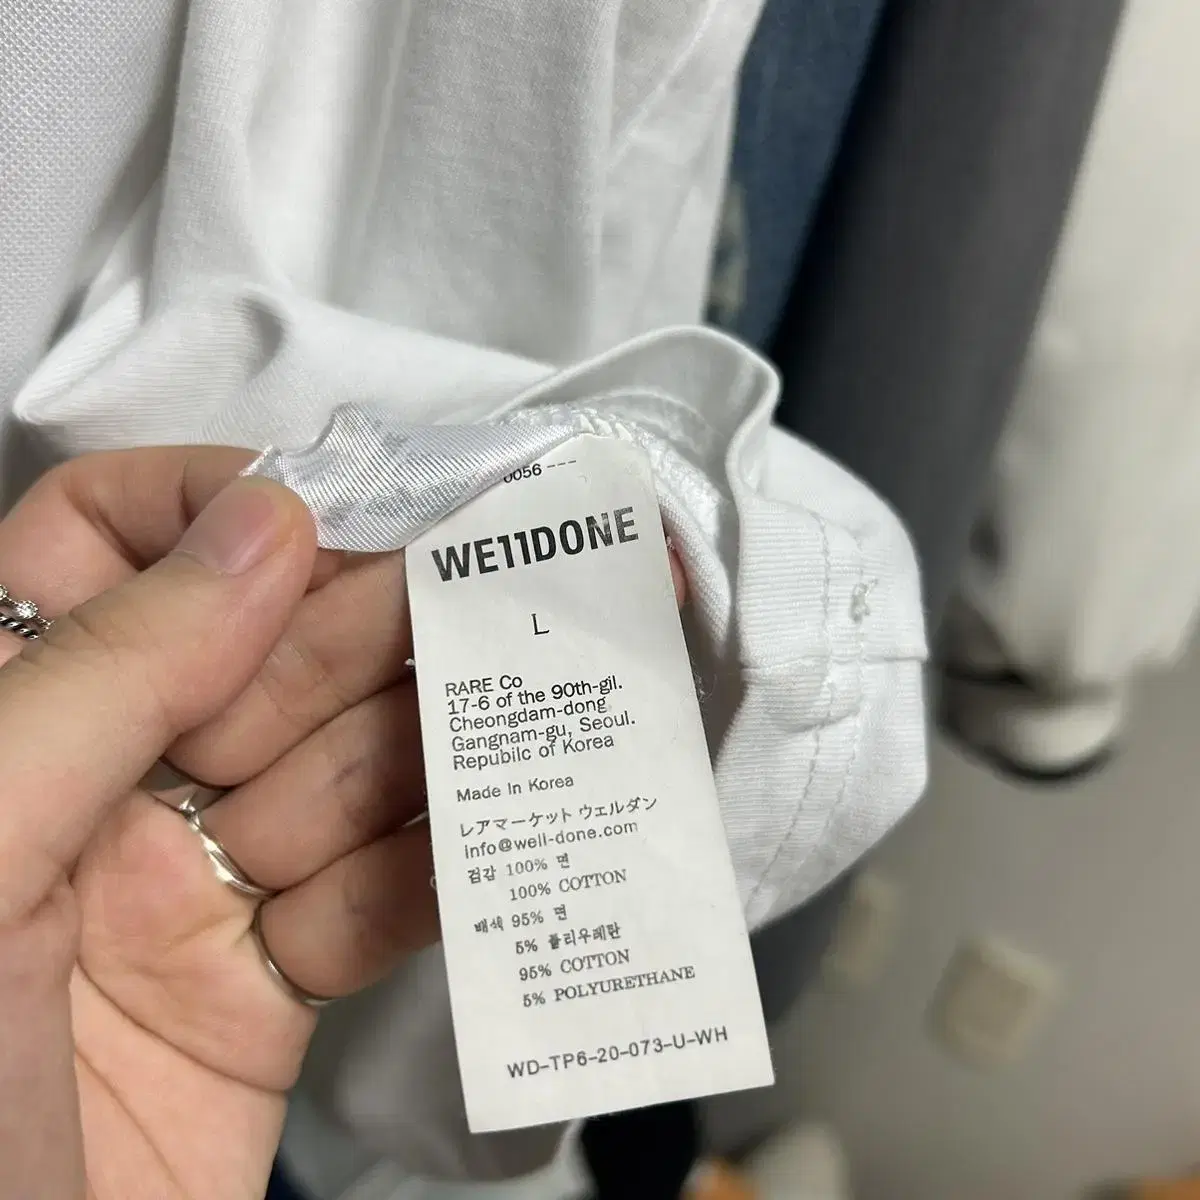 0056 ---
WE11DONE
L
RARE Co
17-6 of the 90th-gil.
Cheongdam-dong
Gangnam-gu, Seoul.
Repubilc of Korea
Made In Korea
レアマーケット ウェルダン
info@well-done.com
겉감 100% 면
100% COTTON
배색 95% 면
5% 폴리우레탄
95% COTTON
5% POLYURETHANE
WD-TP6-20-073-U-WH